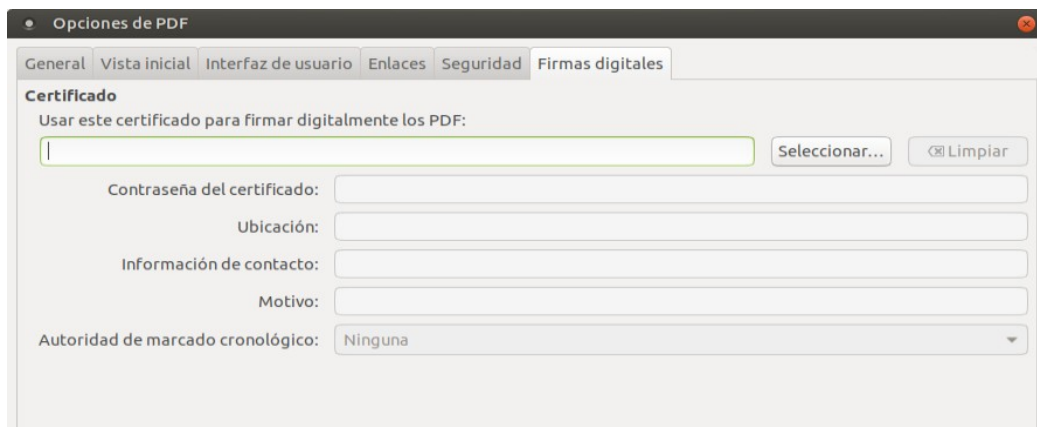 Opciones de PDF
General Vista inicial Interfaz de usuario Enlaces Seguridad Firmas digitales
Certificado
Usar este certificado para firmar digitalmente los PDF:
Seleccionar... Limpiar
Contraseña del certificado:
Ubicación:
Información de contacto:
Motivo:
Autoridad de marcado cronológico: Ninguna